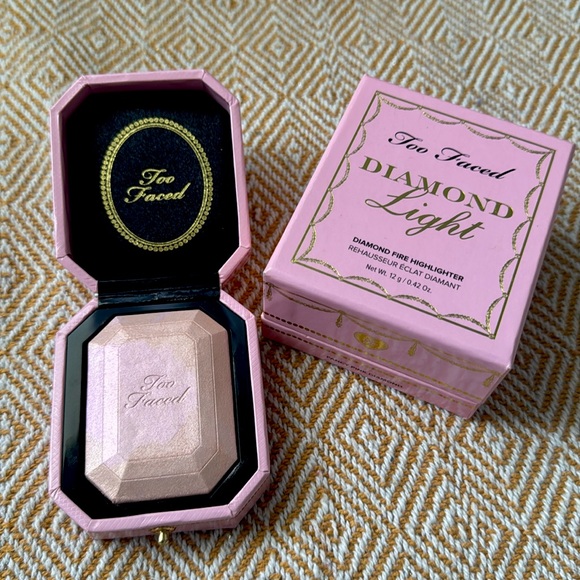 Too
Faced
Too
Faced
Too Faced
DIAMOND
Light
DIAMOND FIRE HIGHLIGHTER
REHAUSSEUR ÉCLAT DIAMANT
Net Wt. 12 g / 0.42 Oz.